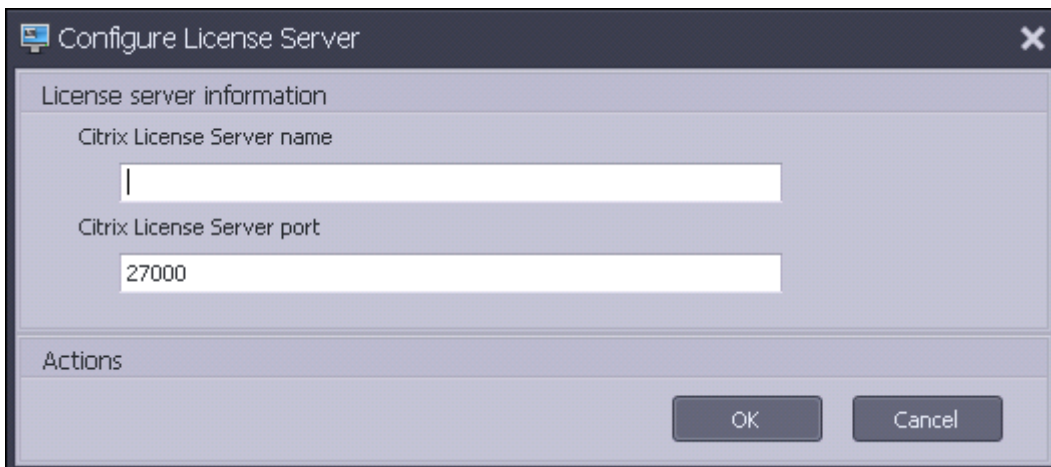 Configure License Server
License server information
Citrix License Server name
Citrix License Server port
27000
Actions
OK Cancel